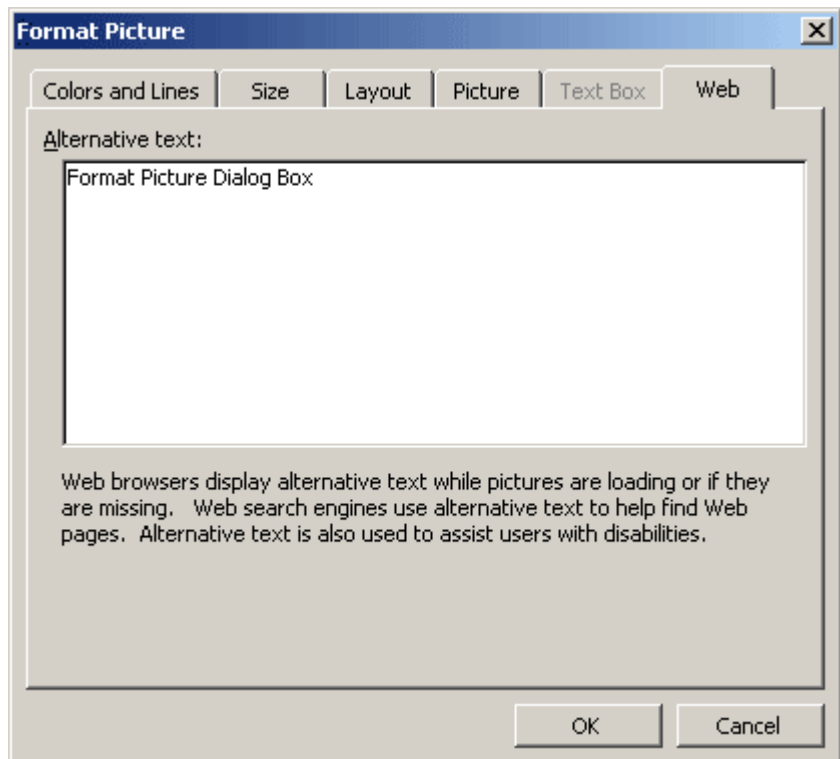 Format Picture
Colors and Lines Size Layout Picture Text Box Web
Alternative text:
Format Picture Dialog Box
Web browsers display alternative text while pictures are loading or if they
are missing.   Web search engines use alternative text to help find Web
pages.  Alternative text is also used to assist users with disabilities.
OK Cancel